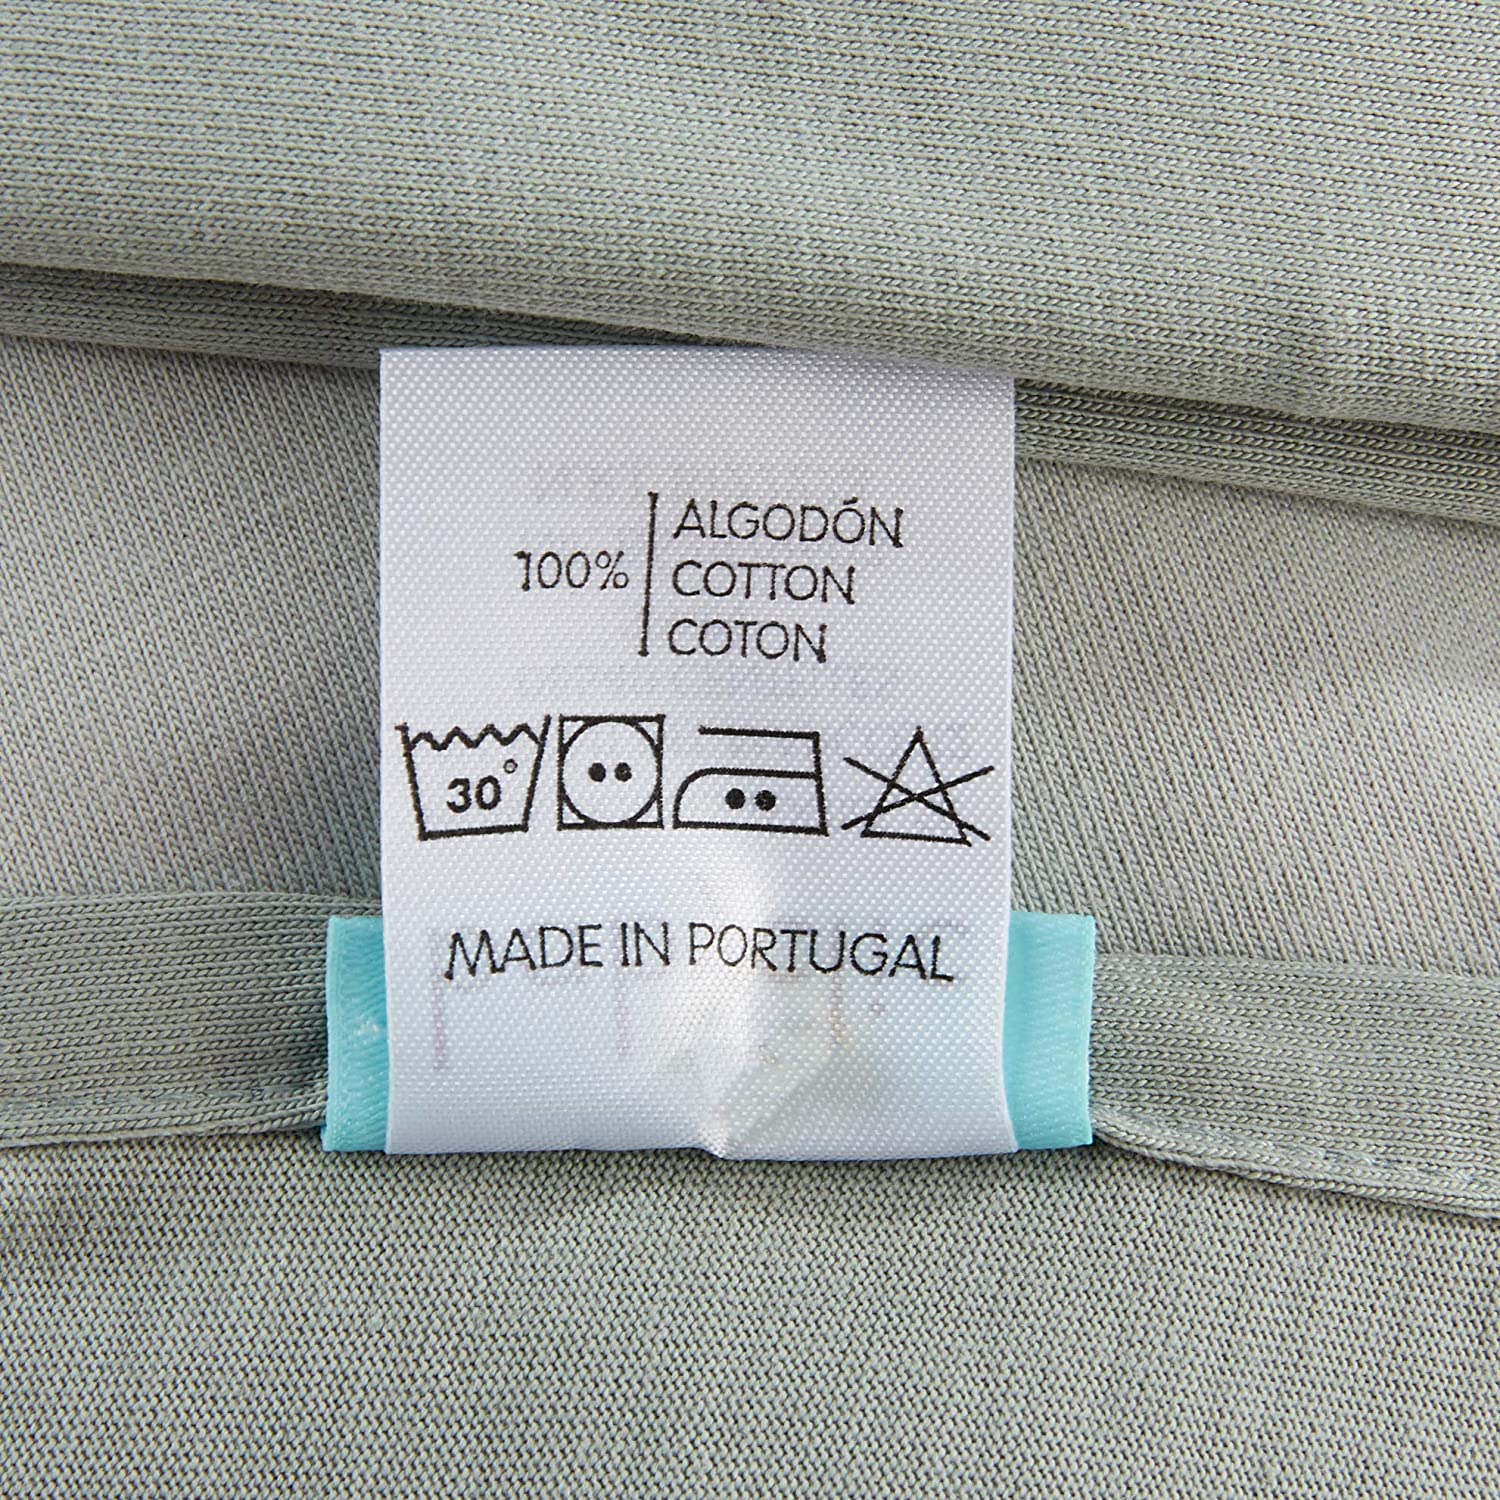 100%
ALGODÓN
COTTON
COTON
30°
MADE IN PORTUGAL